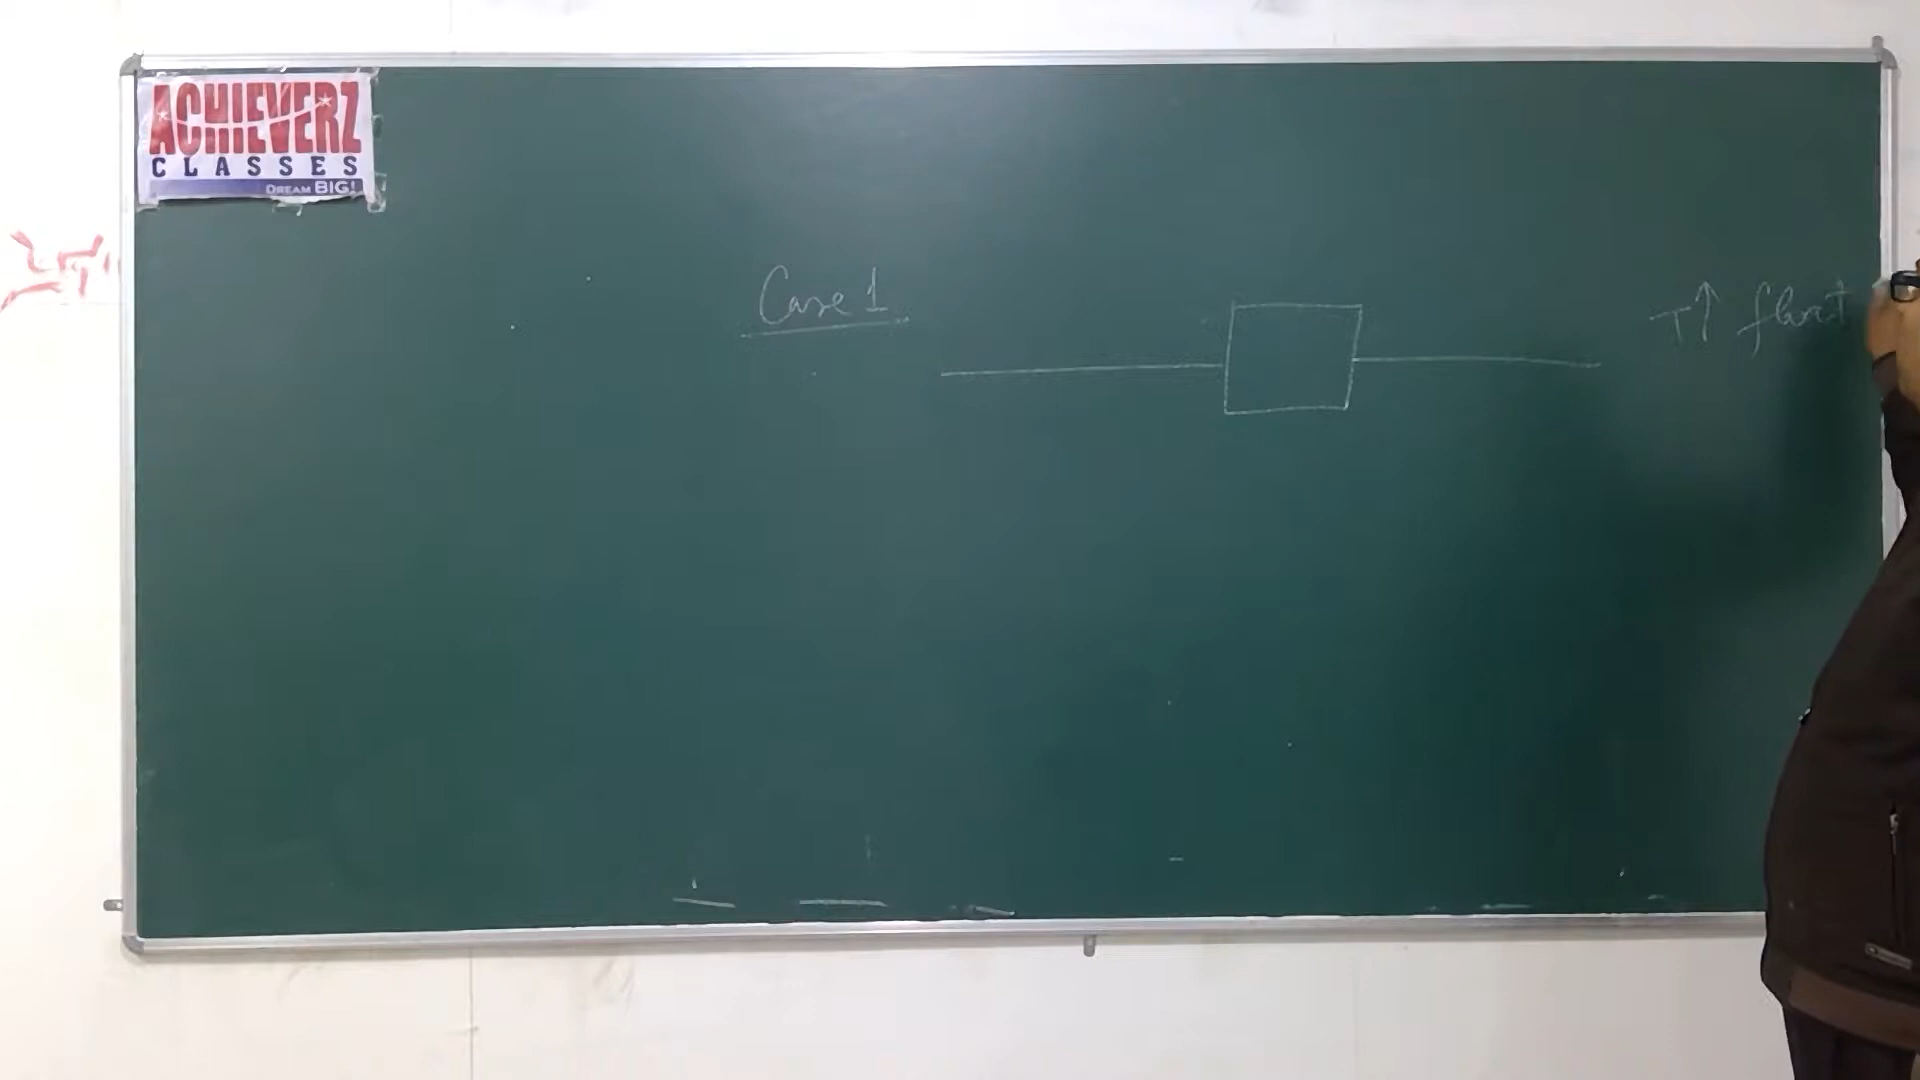 ACHIEVERZ
CLASSES
DREAM BIG!
Case 1
T↑